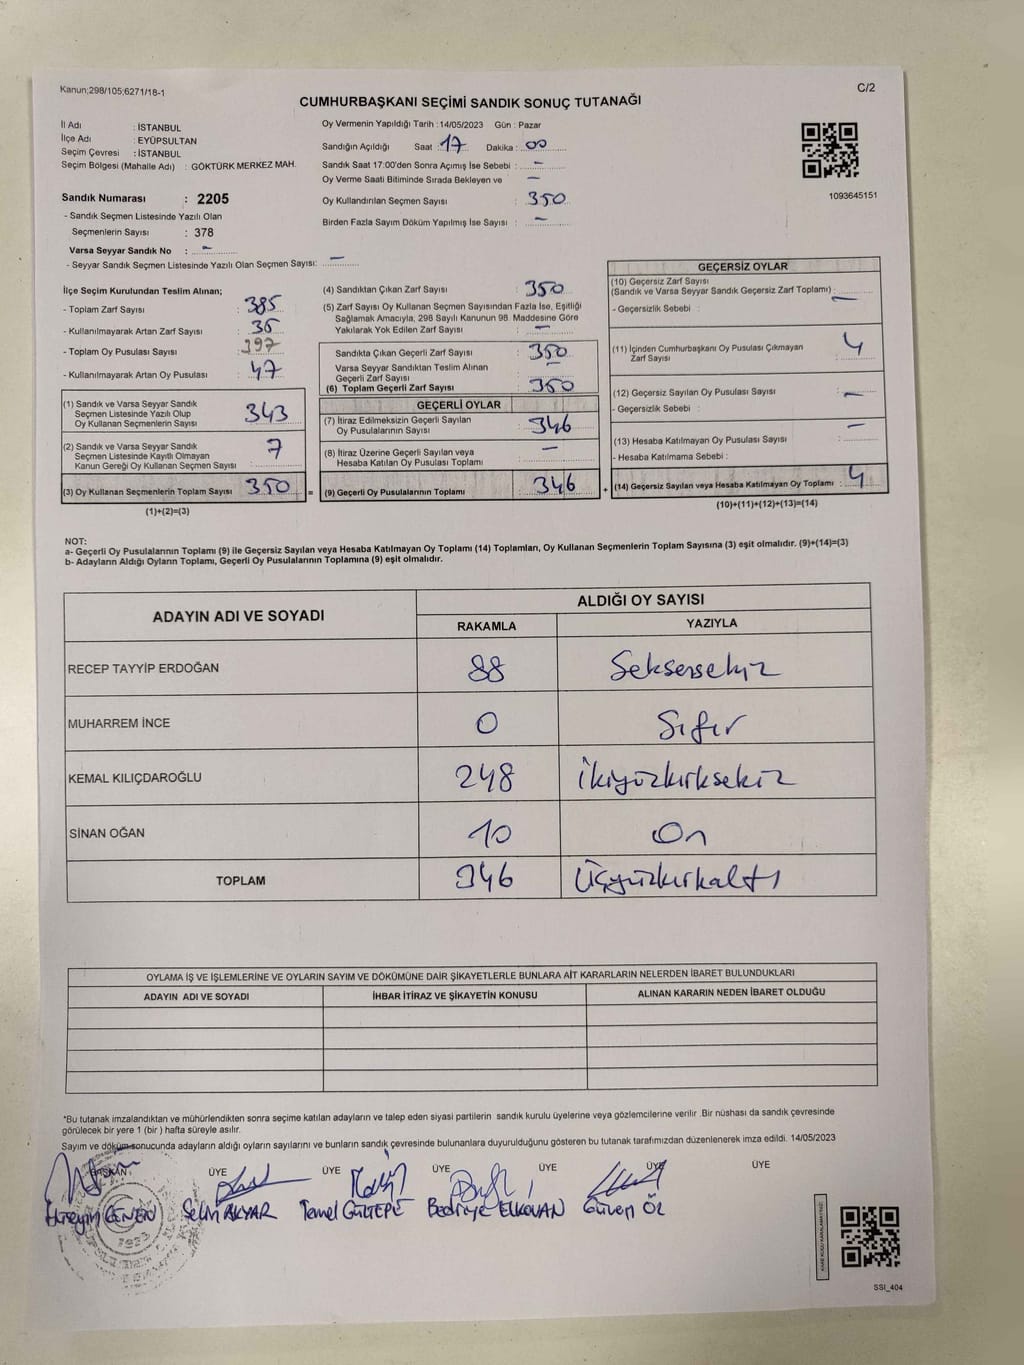 Kanun;298/105;6271/18-1
C/2
CUMHURBAŞKANI SEÇİMİ SANDIK SONUÇ TUTANAĞI
İl Adı : İSTANBUL
İlçe Adı : EYÜPSULTAN
Seçim Çevresi : İSTANBUL
Seçim Bölgesi (Mahalle Adı) : GÖKTÜRK MERKEZ MAH.
Sandık Numarası : 2205
- Sandık Seçmen Listesinde Yazılı Olan
Seçmenlerin Sayısı : 378
Varsa Seyyar Sandık No : -
- Seyyar Sandık Seçmen Listesinde Yazılı Olan Seçmen Sayısı: -
Oy Vermenin Yapıldığı Tarih : 14/05/2023 Gün : Pazar
Sandığın Açıldığı Saat : 17 Dakika : 00
Sandık Saat 17:00'den Sonra Açımış İse Sebebi : -
Oy Verme Saati Bitiminde Sırada Bekleyen ve -
Oy Kullandırılan Seçmen Sayısı : 350
Birden Fazla Sayım Döküm Yapılmış İse Sayısı : -
1093645151
İlçe Seçim Kurulundan Teslim Alınan;
- Toplam Zarf Sayısı : 385
- Kullanılmayarak Artan Zarf Sayısı : 35
- Toplam Oy Pusulası Sayısı : 397
- Kullanılmayarak Artan Oy Pusulası : 47
(1) Sandık ve Varsa Seyyar Sandık
Seçmen Listesinde Yazılı Olup
Oy Kullanan Seçmenlerin Sayısı : 343
(2) Sandık ve Varsa Seyyar Sandık
Seçmen Listesinde Kayıtlı Olmayan
Kanun Gereği Oy Kullanan Seçmen Sayısı : 7
(3) Oy Kullanan Seçmenlerin Toplam Sayısı : 350
(1)+(2)=(3)
(4) Sandıktan Çıkan Zarf Sayısı : 350
(5) Zarf Sayısı Oy Kullanan Seçmen Sayısından Fazla İse, Eşitliği
Sağlamak Amacıyla, 298 Sayılı Kanunun 98. Maddesine Göre
Yakılarak Yok Edilen Zarf Sayısı : -
Sandıkta Çıkan Geçerli Zarf Sayısı : 350
Varsa Seyyar Sandıktan Teslim Alınan
Geçerli Zarf Sayısı : -
(6) Toplam Geçerli Zarf Sayısı : 350
GEÇERLİ OYLAR
(7) İtiraz Edilmeksizin Geçerli Sayılan
Oy Pusulalarının Sayısı : 346
(8) İtiraz Üzerine Geçerli Sayılan veya
Hesaba Katılan Oy Pusulası Toplamı : -
= (9) Geçerli Oy Pusulalarının Toplamı : 346
GEÇERSİZ OYLAR
(10) Geçersiz Zarf Sayısı
(Sandık ve Varsa Seyyar Sandık Geçersiz Zarf Toplamı) : -
- Geçersizlik Sebebi :
(11) İçinden Cumhurbaşkanı Oy Pusulası Çıkmayan
Zarf Sayısı : 4
(12) Geçersiz Sayılan Oy Pusulası Sayısı : -
- Geçersizlik Sebebi :
(13) Hesaba Katılmayan Oy Pusulası Sayısı : -
- Hesaba Katılmama Sebebi :
+ (14) Geçersiz Sayılan veya Hesaba Katılmayan Oy Toplamı : 4
(10)+(11)+(12)+(13)=(14)
NOT:
a- Geçerli Oy Pusulalarının Toplamı (9) ile Geçersiz Sayılan veya Hesaba Katılmayan Oy Toplamı (14) Toplamları, Oy Kullanan Seçmenlerin Toplam Sayısına (3) eşit olmalıdır. (9)+(14)=(3)
b- Adayların Aldığı Oyların Toplamı, Geçerli Oy Pusulalarının Toplamına (9) eşit olmalıdır.
ADAYIN ADI VE SOYADI ALDIĞI OY SAYISI
RAKAMLA YAZIYLA
RECEP TAYYİP ERDOĞAN 88 Seksensekiz
MUHARREM İNCE 0 Sıfır
KEMAL KILIÇDAROĞLU 248 ikiyüzkırksekiz
SİNAN OĞAN 10 On
TOPLAM 346 Üçyüzkırkaltı
OYLAMA İŞ VE İŞLEMLERİNE VE OYLARIN SAYIM VE DÖKÜMÜNE DAİR ŞİKAYETLERLE BUNLARA AİT KARARLARIN NELERDEN İBARET BULUNDUKLARI
ADAYIN ADI VE SOYADI İHBAR İTİRAZ VE ŞİKAYETİN KONUSU ALINAN KARARIN NEDEN İBARET OLDUĞU
*Bu tutanak imzalandıktan ve mühürlendikten sonra seçime katılan adayların ve talep eden siyasi partilerin sandık kurulu üyelerine veya gözlemcilerine verilir .Bir nüshası da sandık çevresinde
görülecek bir yere 1 (bir ) hafta süreyle asılır.
Sayım ve döküm sonucunda adayların aldığı oyların sayılarını ve bunların sandık çevresinde bulunanlara duyurulduğunu gösteren bu tutanak tarafımızdan düzenlenerek imza edildi. 14/05/2023
BAŞKAN ÜYE ÜYE ÜYE ÜYE ÜYE ÜYE
Hüseyin Selin AKYAR Temel GÜLTEPE Bedriye ELKOVAN Güven ÖZ
1923
SSI_404